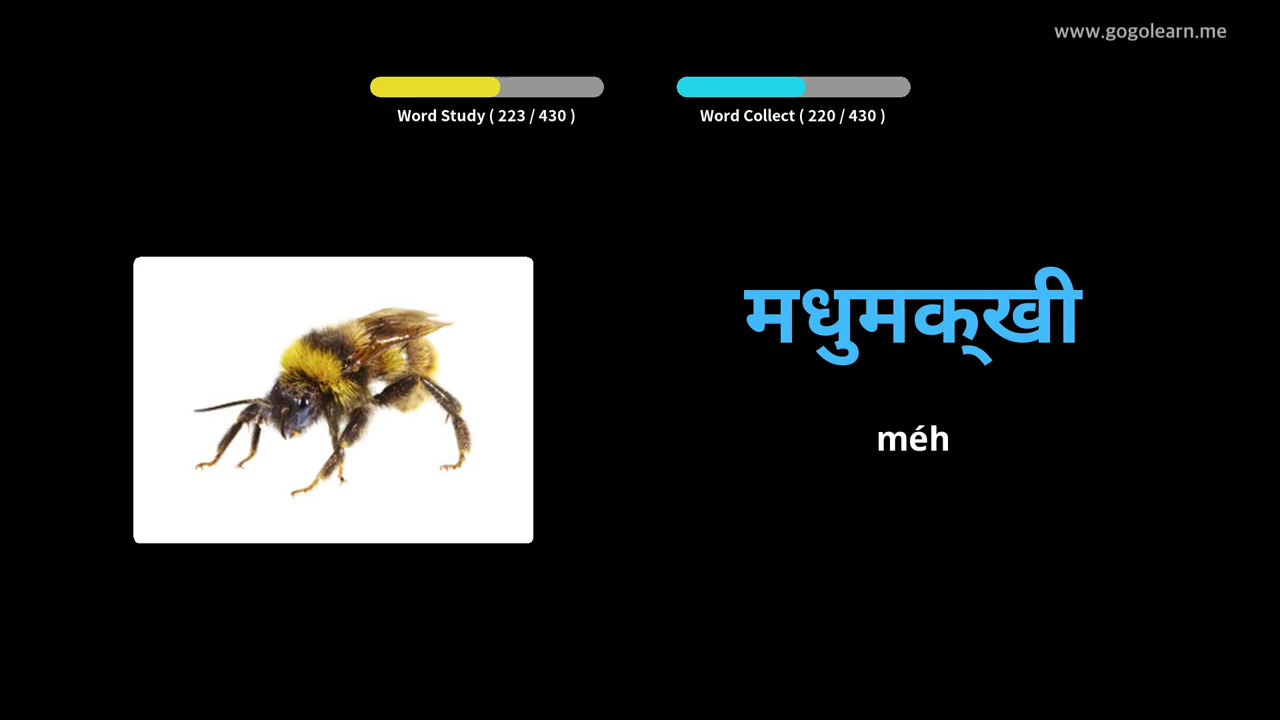 www.gogolearn.me
Word Study ( 223 / 430 )
Word Collect ( 220 / 430 )
मधुमक्‌खी
méh